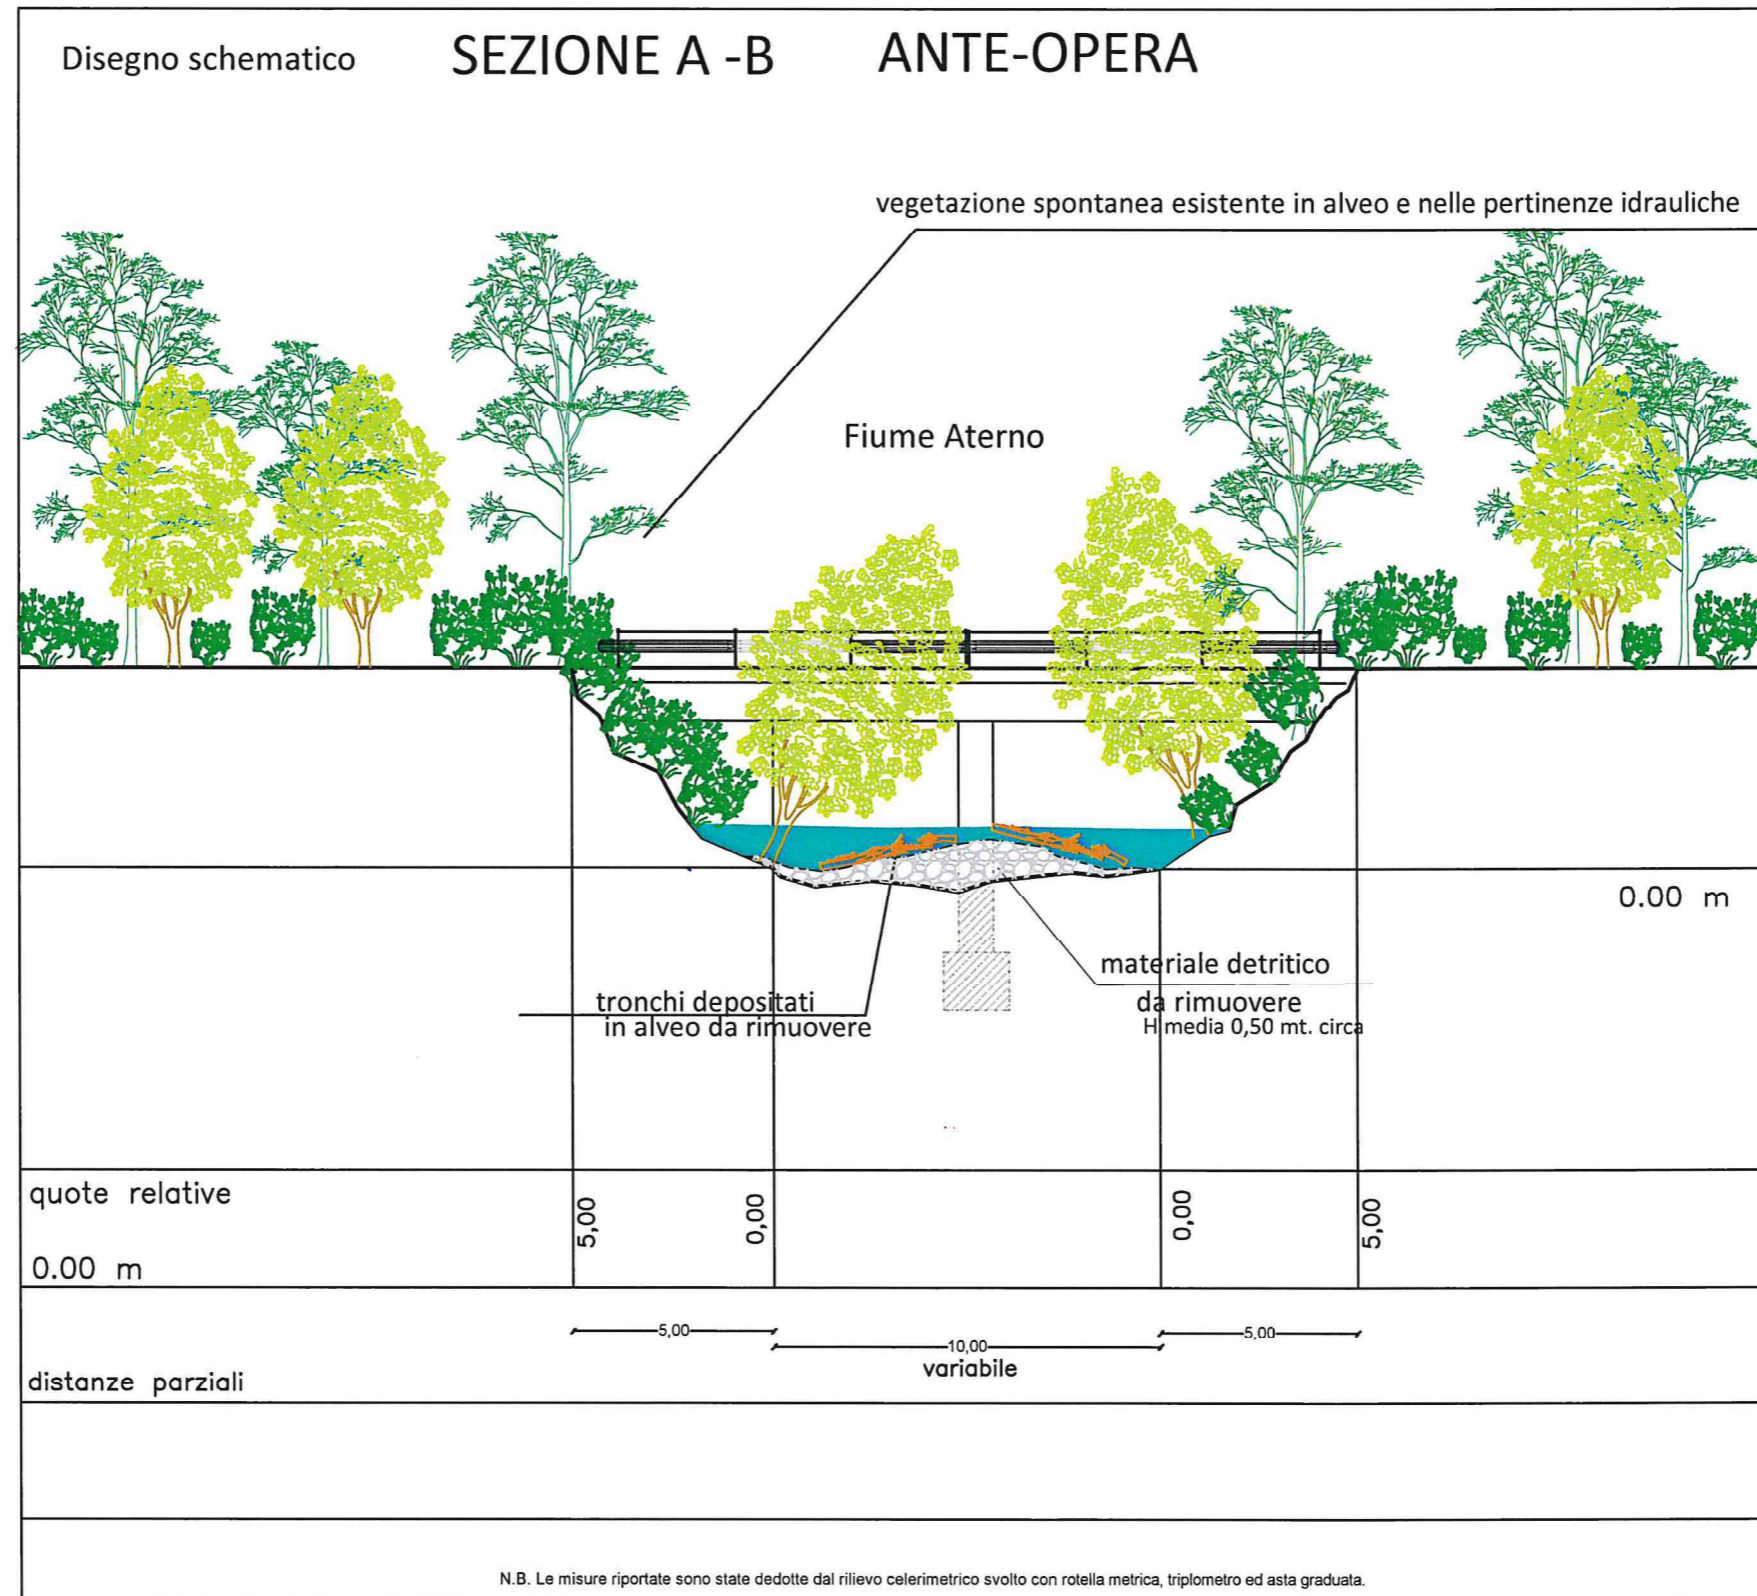 Disegno schematico
SEZIONE A -B
ANTE-OPERA
vegetazione spontanea esistente in alveo e nelle pertinenze idrauliche
Fiume Aterno
0.00 m
materiale detritico
da rimuovere
H media 0,50 mt. circa
tronchi depositati
in alveo da rimuovere
quote relative
5,00
0,00
0,00
5,00
0.00 m
5,00
10,00
5,00
variabile
distanze parziali
N.B. Le misure riportate sono state dedotte dal rilievo celerimetrico svolto con rotella metrica, triplometro ed asta graduata.